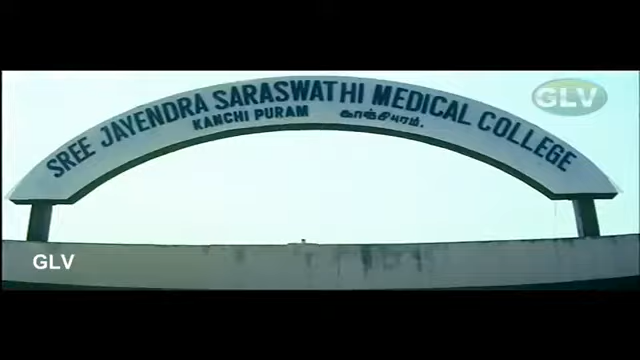 SREE JAYENDRA SARASWATHI MEDICAL COLLEGE
KANCHI PURAM காஞ்சிபுரம்.
GLV
GLV